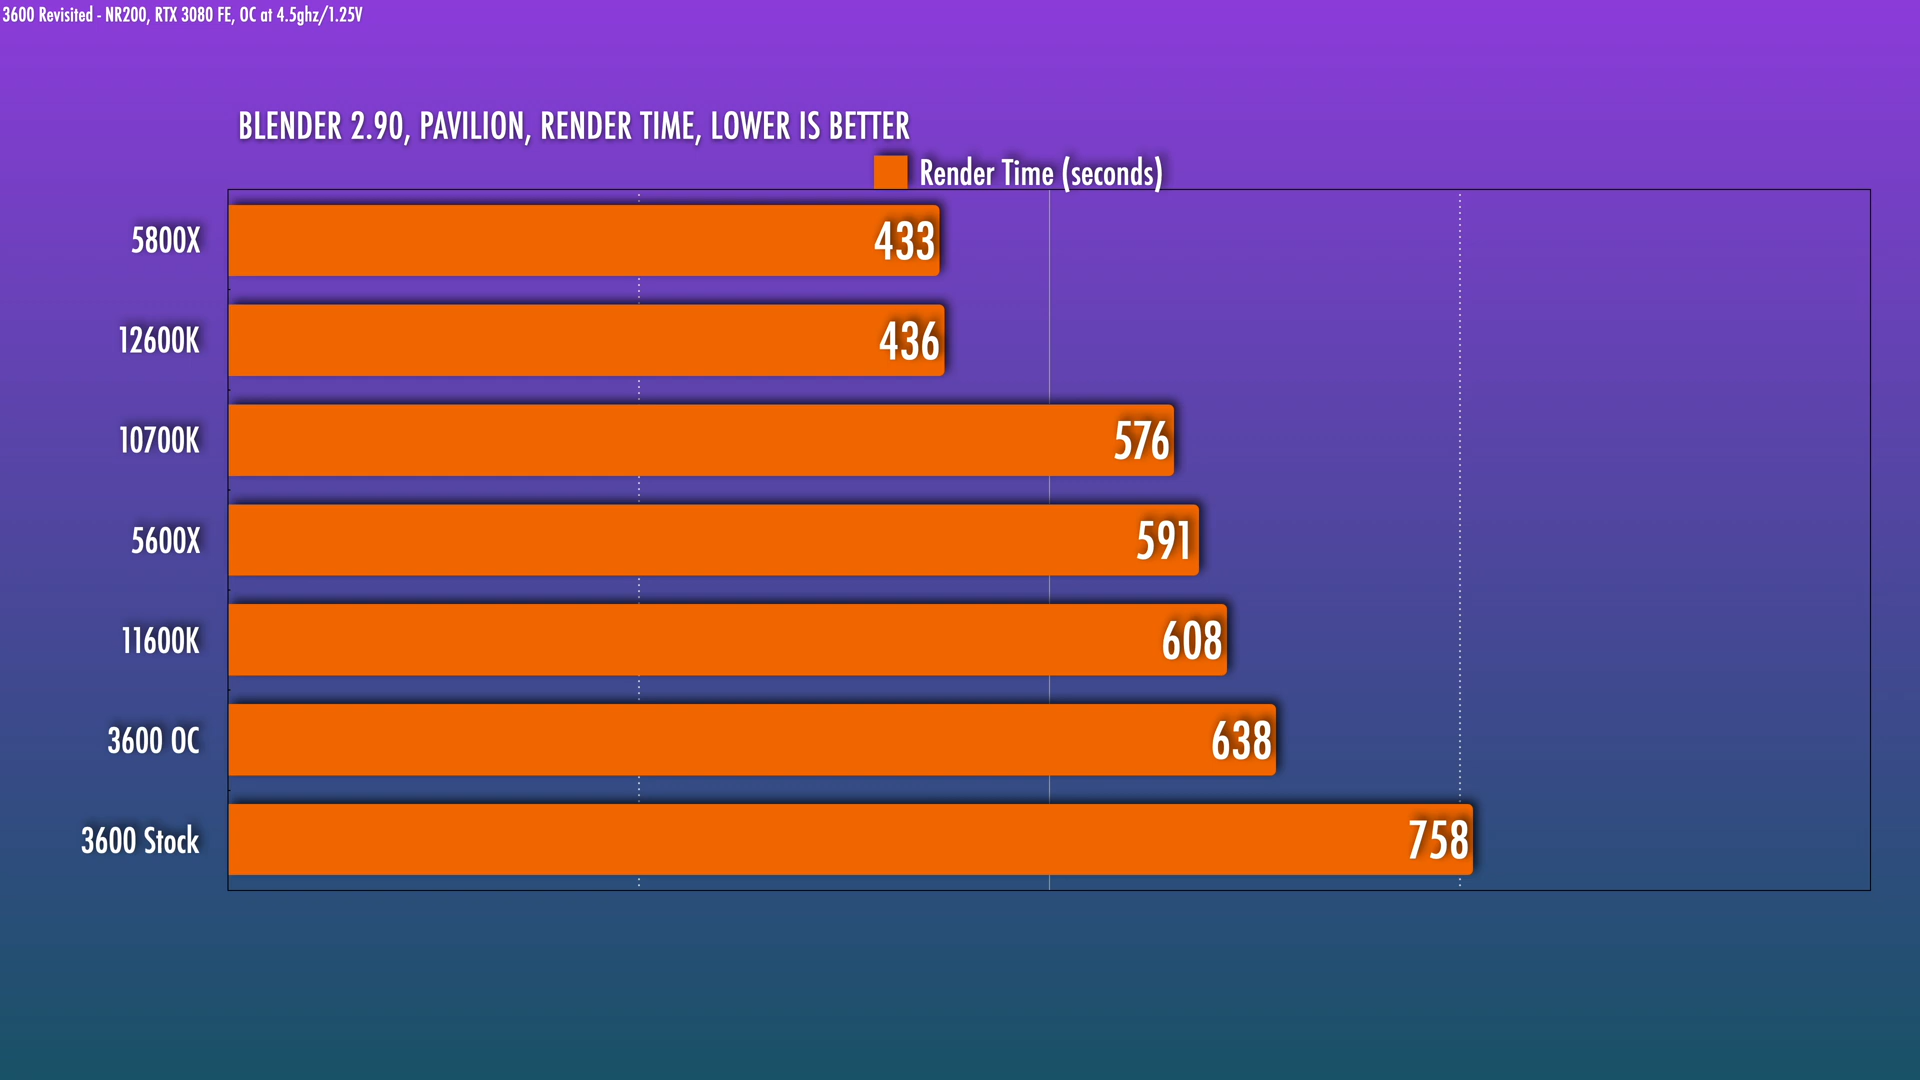 3600 Revisited - NR200, RTX 3080 FE, OC at 4.5ghz/1.25V
BLENDER 2.90, PAVILION, RENDER TIME, LOWER IS BETTER
Render Time (seconds)
5800X 433
12600K 436
10700K 576
5600X 591
11600K 608
3600 OC 638
3600 Stock 758